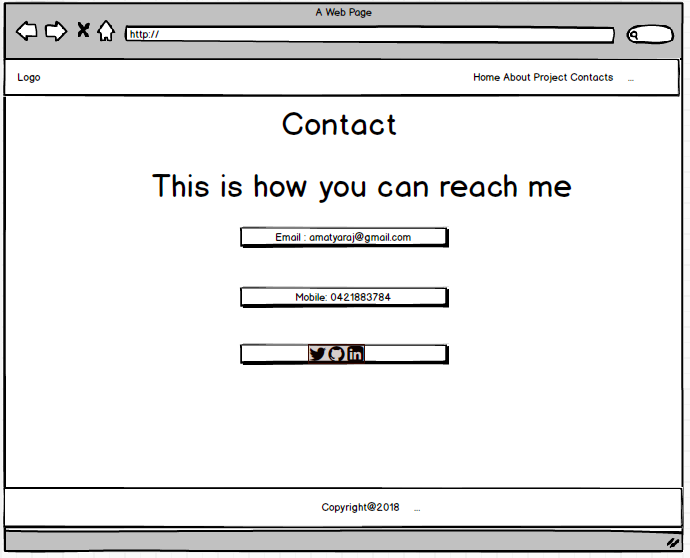 A Web Page
http://
Logo
Home About Project Contacts ...
Contact
This is how you can reach me
Email : amatyaraj@gmail.com
Mobile: 0421883784
in
Copyright@2018 ...